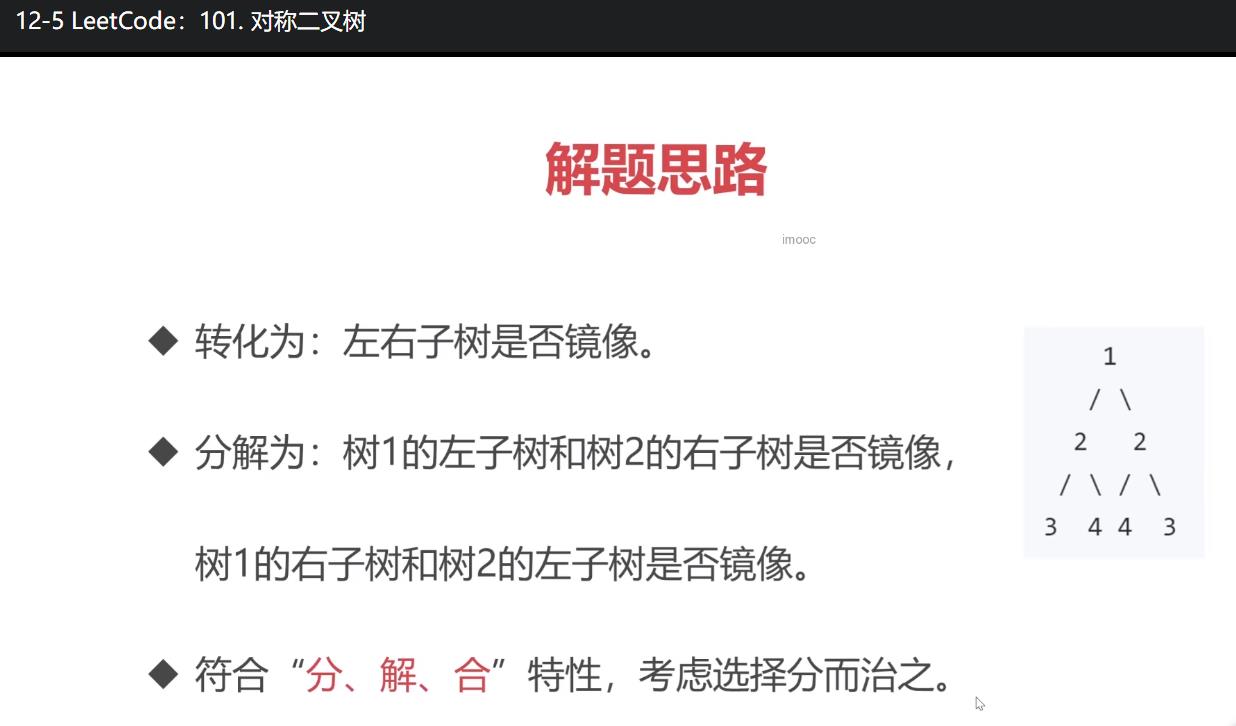 12-5 LeetCode：101. 对称二叉树
解题思路
imooc
◆ 转化为：左右子树是否镜像。
◆ 分解为：树1的左子树和树2的右子树是否镜像，
树1的右子树和树2的左子树是否镜像。
◆ 符合“分、解、合”特性，考虑选择分而治之。
1
/ \
2 2
/ \ / \
3 4 4 3